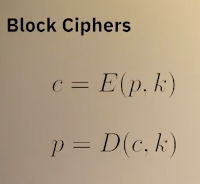 Block Ciphers
c = E(p, k)
p = D(c, k)